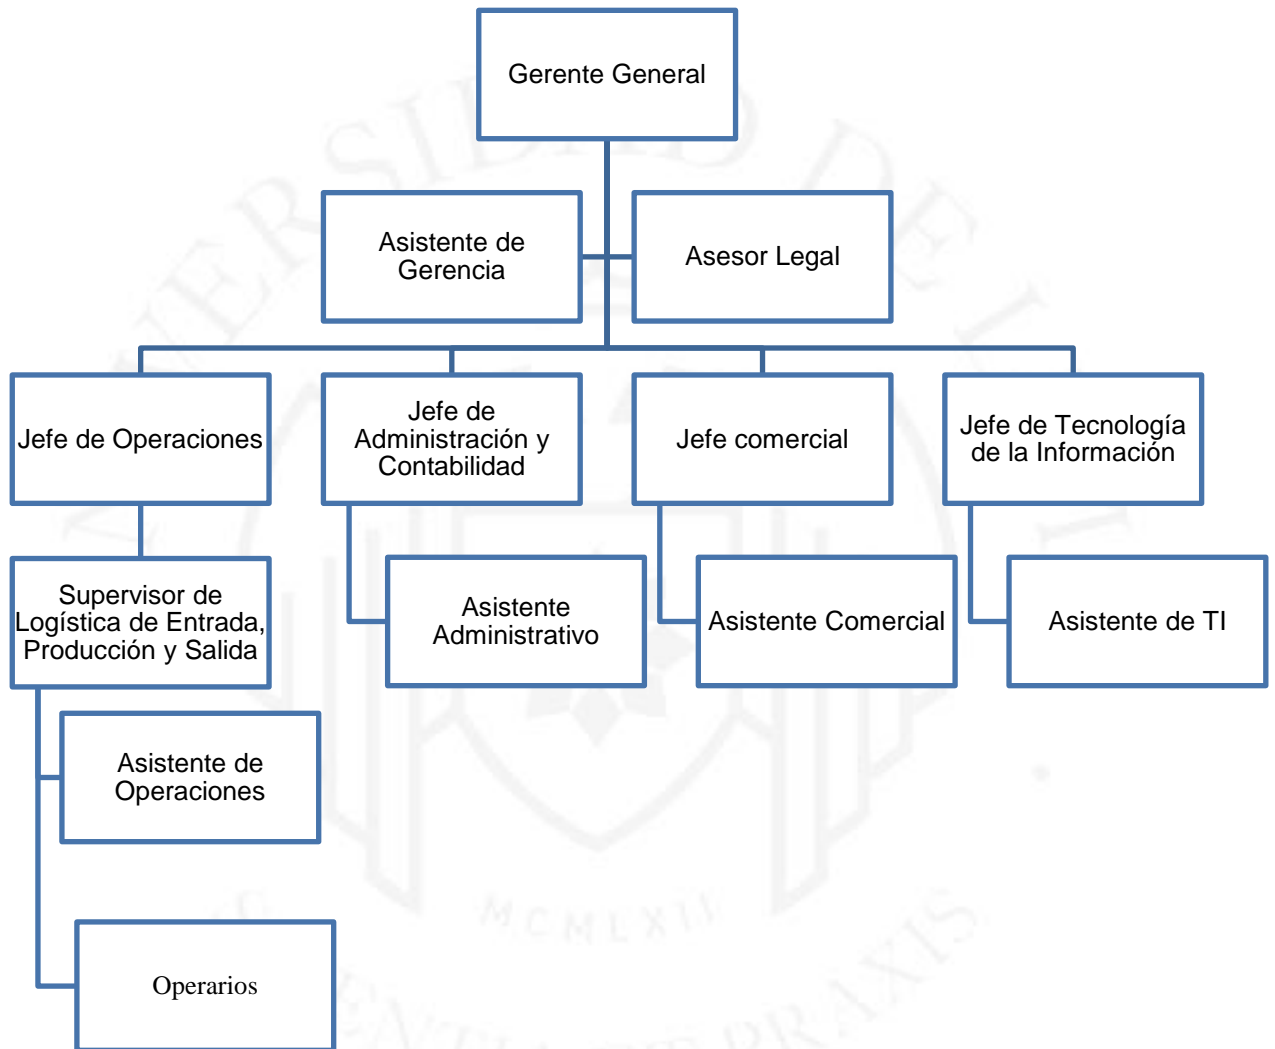 Gerente General
Asistente de
Gerencia
Asesor Legal
Jefe de Operaciones
Jefe de
Administración y
Contabilidad
Jefe comercial
Jefe de Tecnología
de la Información
Supervisor de
Logística de Entrada,
Producción y Salida
Asistente
Administrativo
Asistente Comercial
Asistente de TI
Asistente de
Operaciones
Operarios
MCMLXII